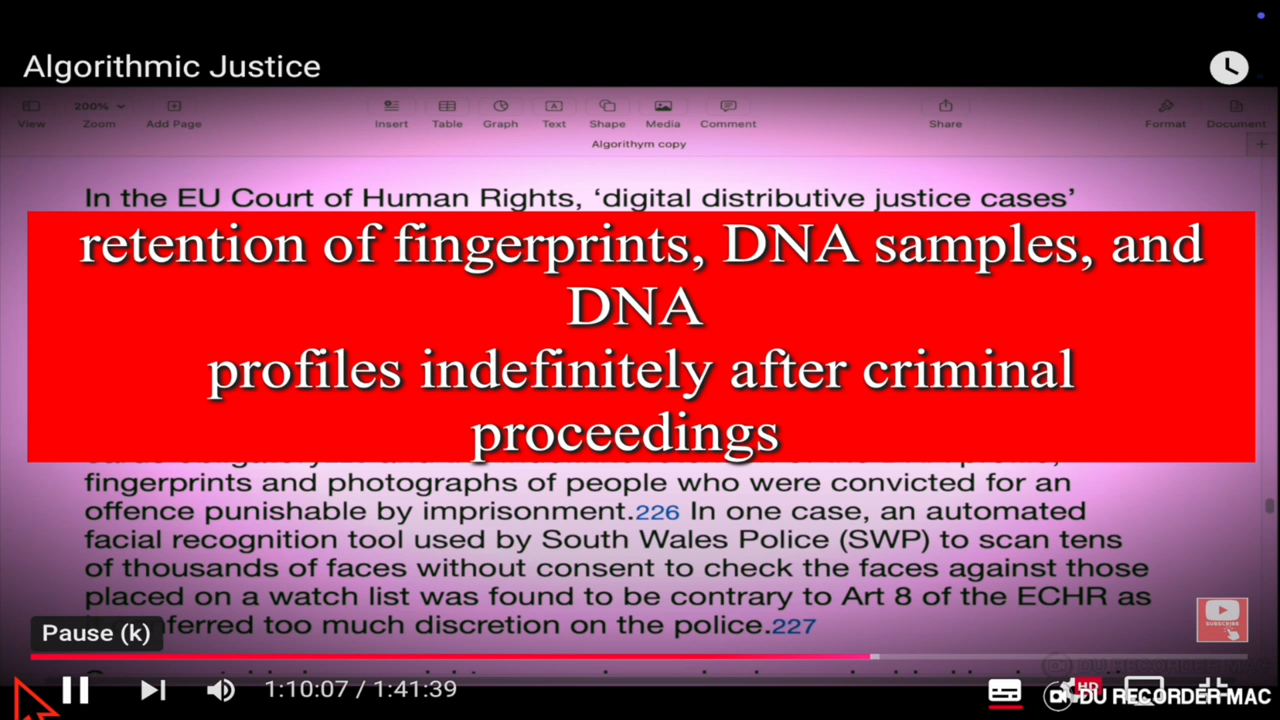 Algorithmic Justice
200%
View
Zoom
Add Page
Insert
Table
Graph
Text
Shape
Media
Comment
Share
Format
Document
Algorithym copy
In the EU Court of Human Rights, ‘digital distributive justice cases’
retention of fingerprints, DNA samples, and
DNA
profiles indefinitely after criminal
proceedings
fingerprints and photographs of people who were convicted for an
offence punishable by imprisonment.226 In one case, an automated
facial recognition tool used by South Wales Police (SWP) to scan tens
of thousands of faces without consent to check the faces against those
placed on a watch list was found to be contrary to Art 8 of the ECHR as
too much discretion on the police.227
SUBSCRIBE
Pause (k)
DU RECORDER MAC
1:10:07 / 1:41:39
HD
DU RECORDER MAC